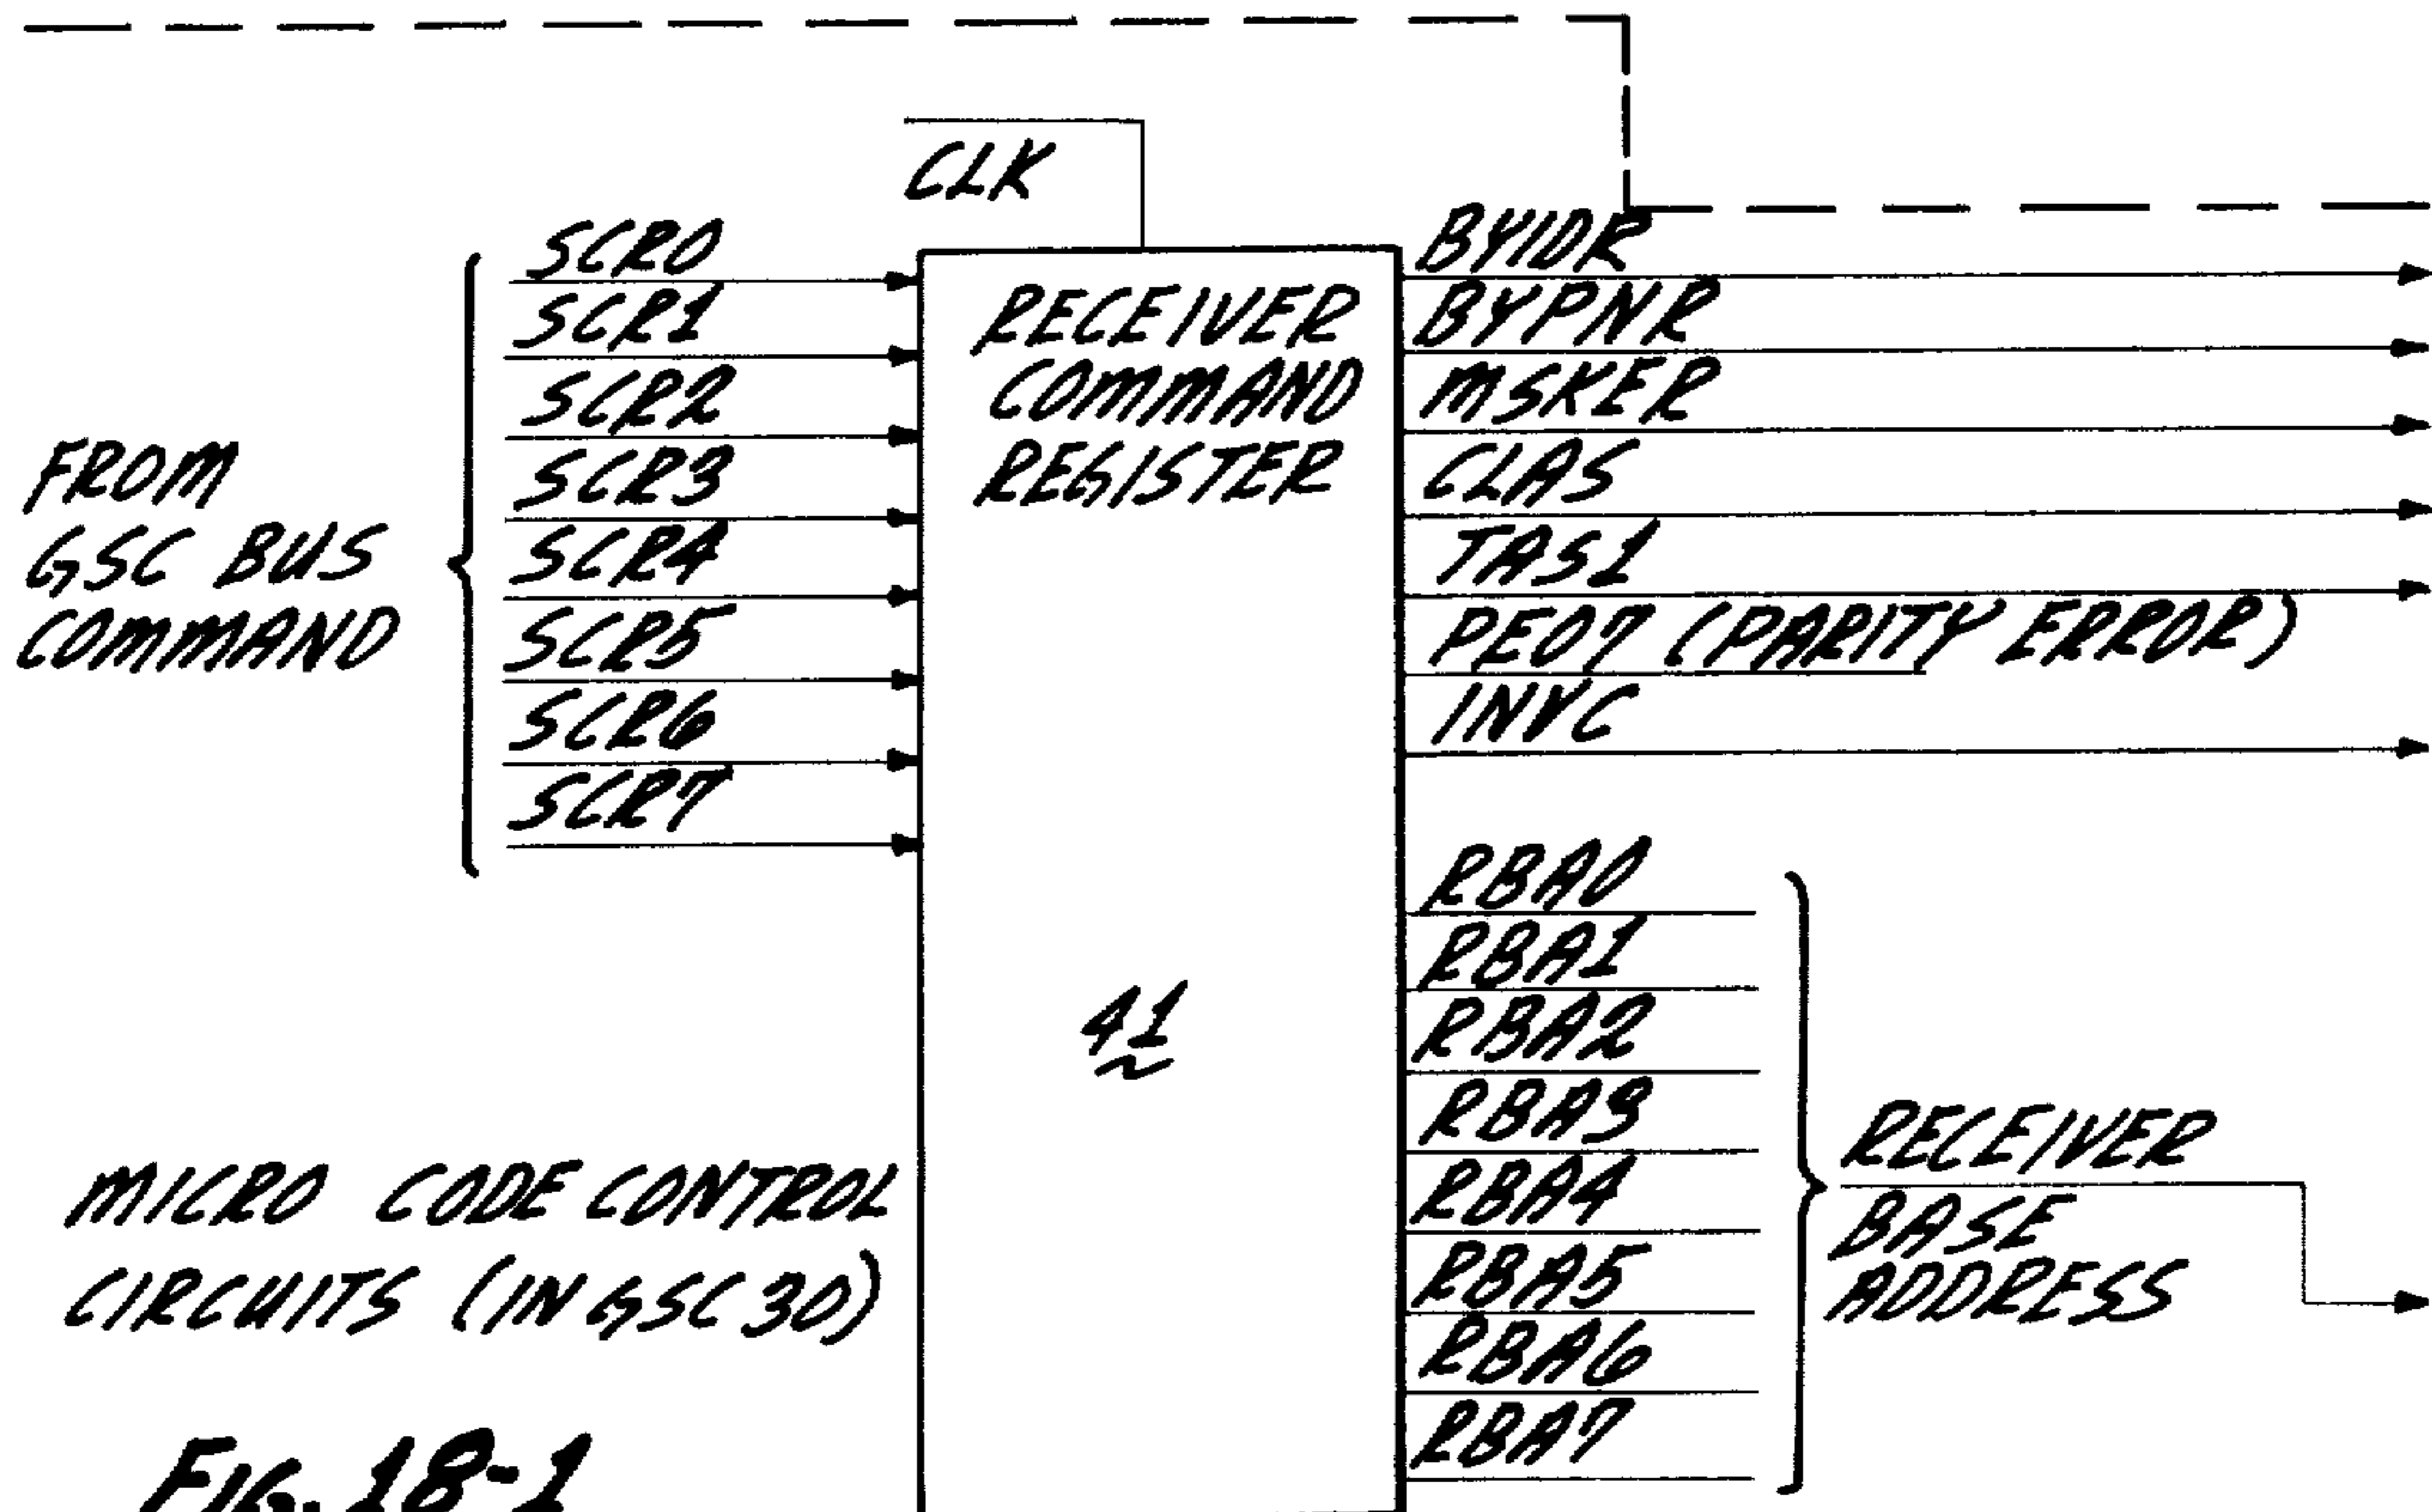 CLK
SCR0
SCR1
SCR2
SCR3
SCR4
SCR5
SCR6
SCR7
FROM
GSC BUS
COMMAND
RECEIVER
COMMAND
REGISTER
41
BYIDR
BYPNR
MSKER
CLAS
TAS1
PE07 (PARITY ERROR)
INVC
RBA0
RBA1
RBA2
RBA3
RBA4
RBA5
RBA6
RBA7
RECEIVER
BASE
ADDRESS
MICRO CODE CONTROL
CIRCUITS (IN GSC 30)
FIG. 18-1